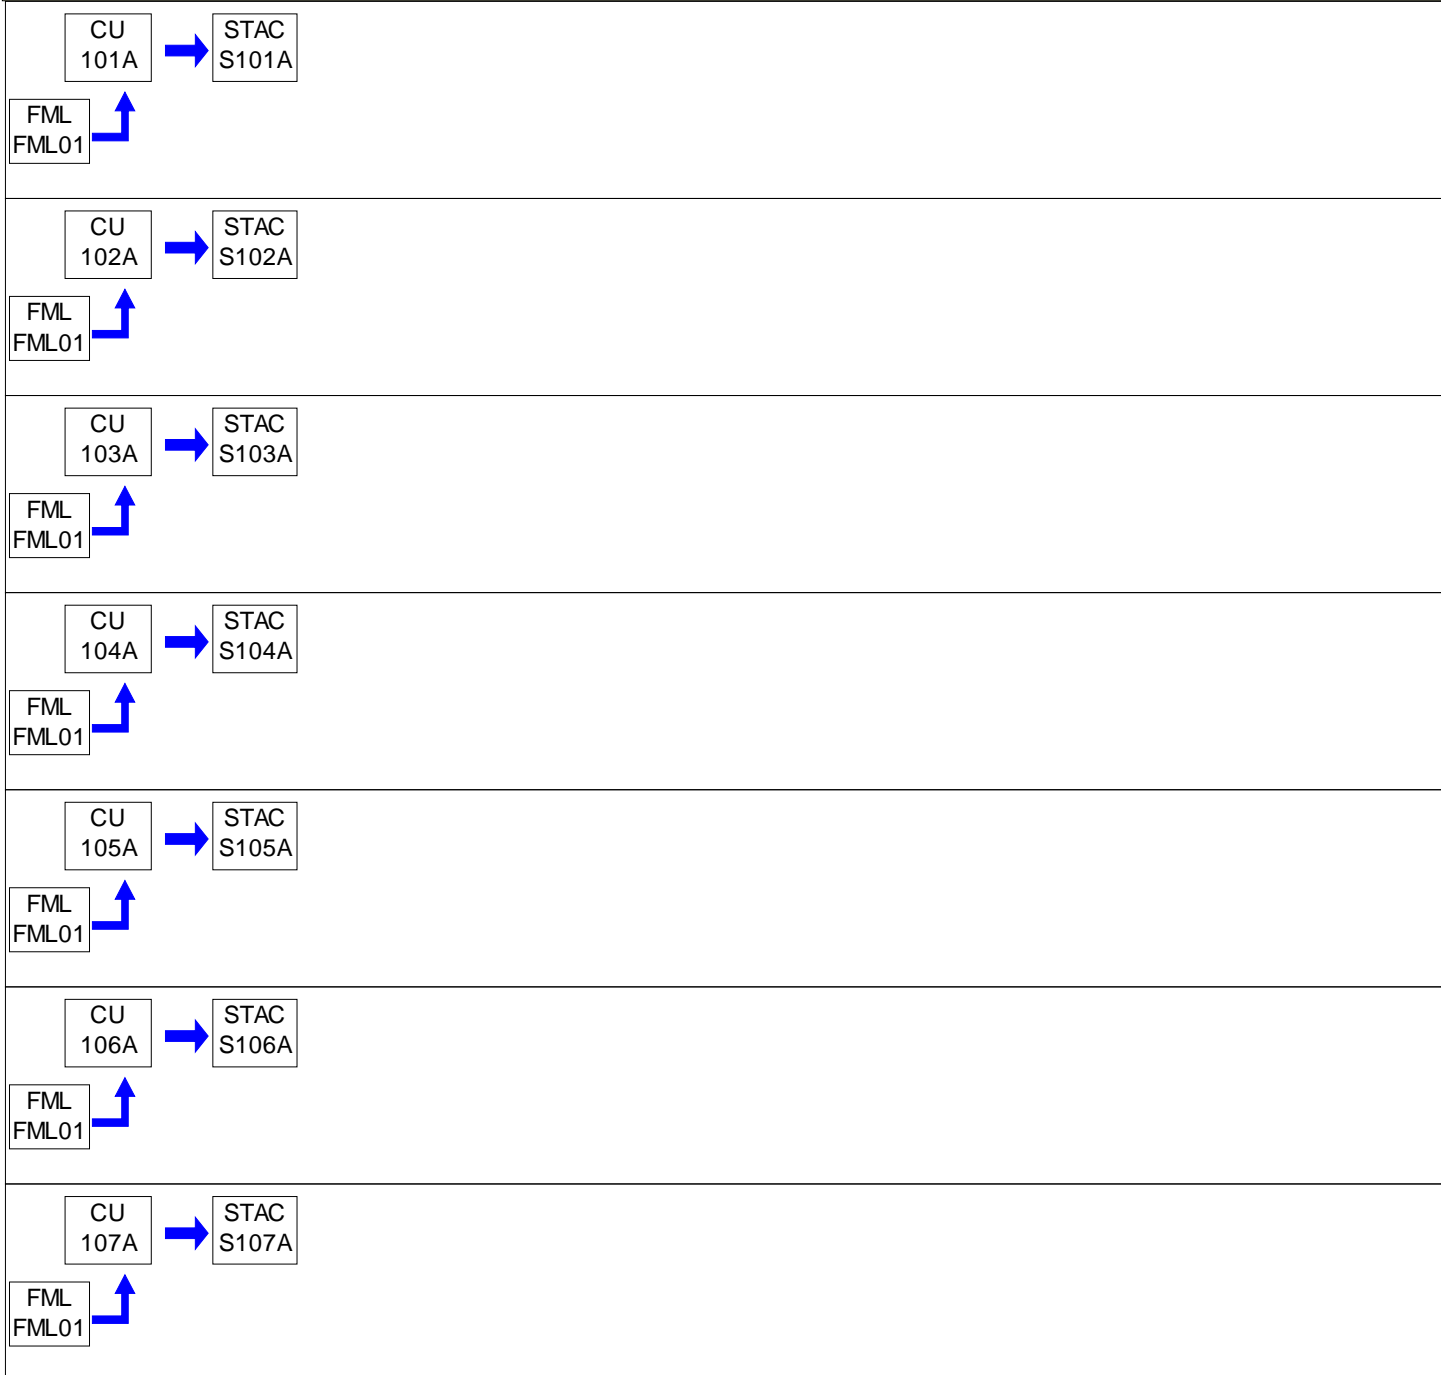 CU
101A
STAC
S101A
FML
FML01
CU
102A
STAC
S102A
FML
FML01
CU
103A
STAC
S103A
FML
FML01
CU
104A
STAC
S104A
FML
FML01
CU
105A
STAC
S105A
FML
FML01
CU
106A
STAC
S106A
FML
FML01
CU
107A
STAC
S107A
FML
FML01